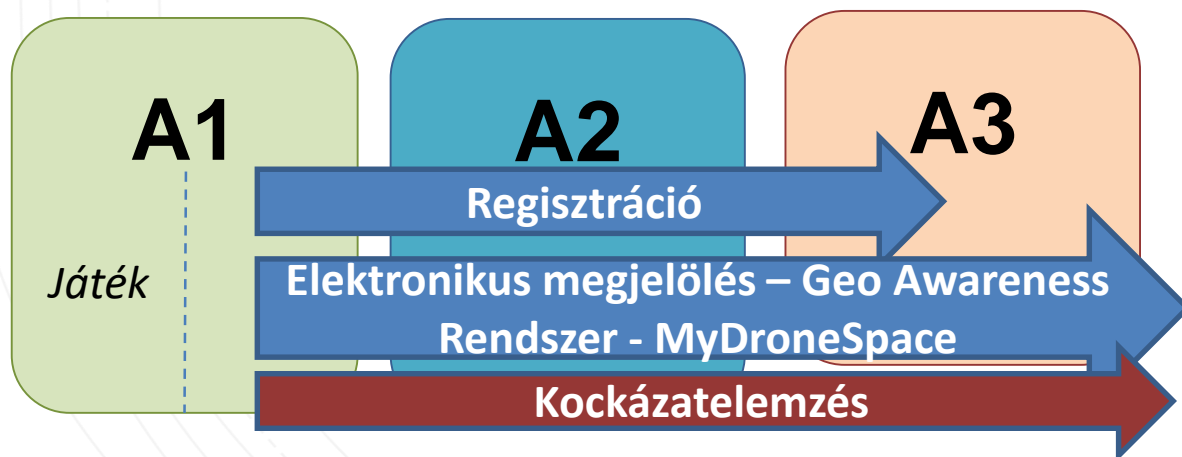 A1
A2
A3
Regisztráció
Játék
Elektronikus megjelölés – Geo Awareness
Rendszer - MyDroneSpace
Kockázatelemzés